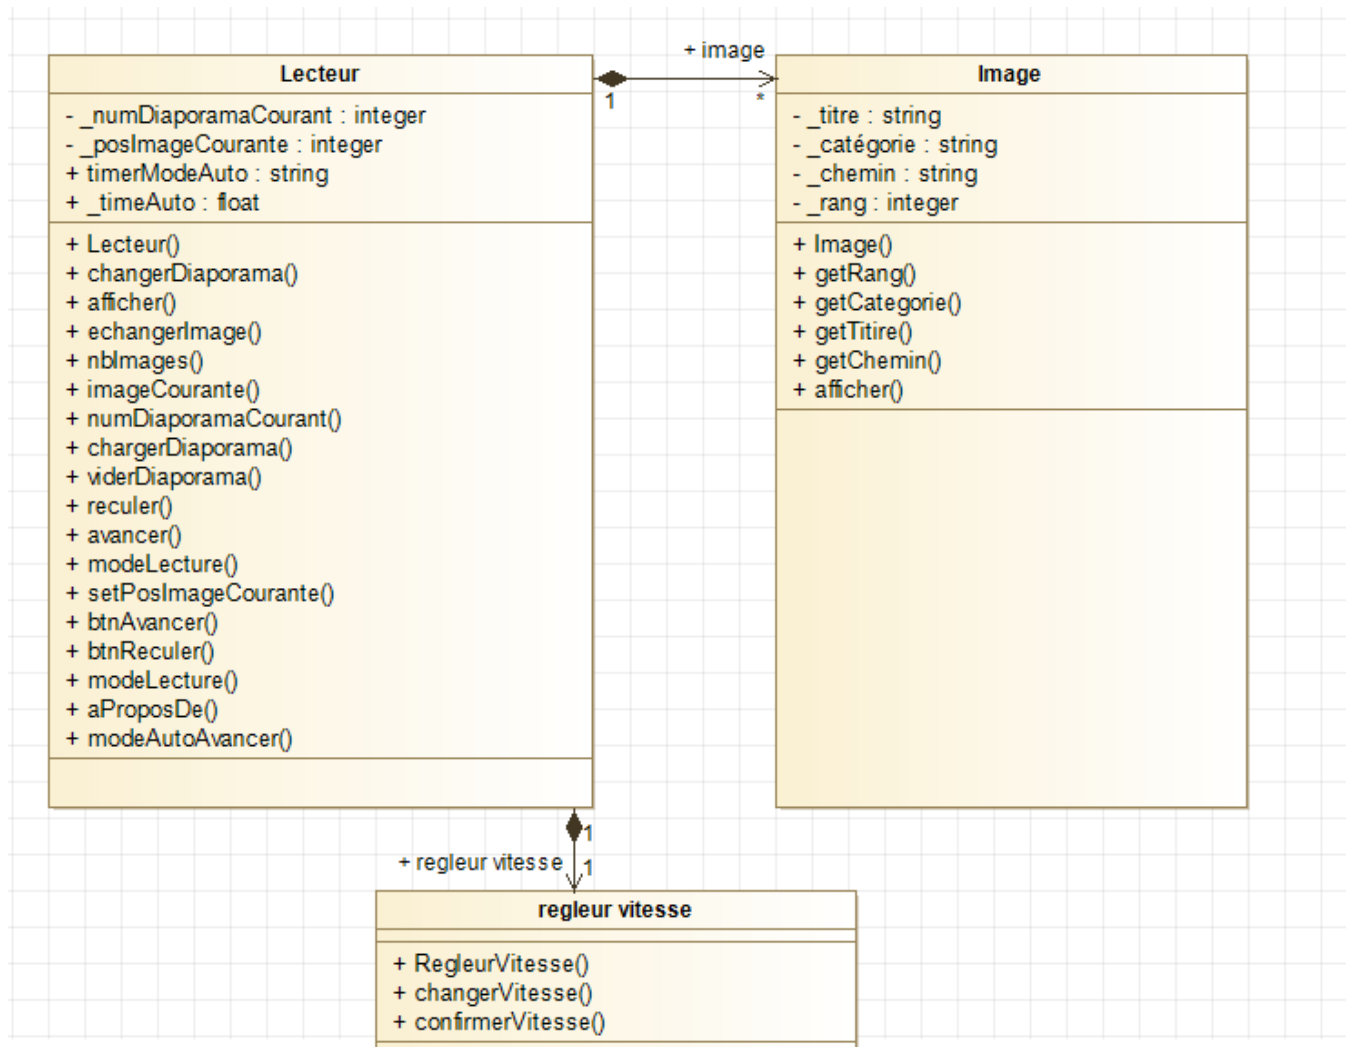 Lecteur
- _numDiaporamaCourant : integer
- _posImageCourante : integer
+ timerModeAuto : string
+ _timeAuto : float
+ Lecteur()
+ changerDiaporama()
+ afficher()
+ echangerImage()
+ nbImages()
+ imageCourante()
+ numDiaporamaCourant()
+ chargerDiaporama()
+ viderDiaporama()
+ reculer()
+ avancer()
+ modeLecture()
+ setPosImageCourante()
+ btnAvancer()
+ btnReculer()
+ modeLecture()
+ aProposDe()
+ modeAutoAvancer()
+ image
1
*
Image
- _titre : string
- _catégorie : string
- _chemin : string
- _rang : integer
+ Image()
+ getRang()
+ getCategorie()
+ getTitire()
+ getChemin()
+ afficher()
1
+ regleur vitesse
1
regleur vitesse
+ RegleurVitesse()
+ changerVitesse()
+ confirmerVitesse()